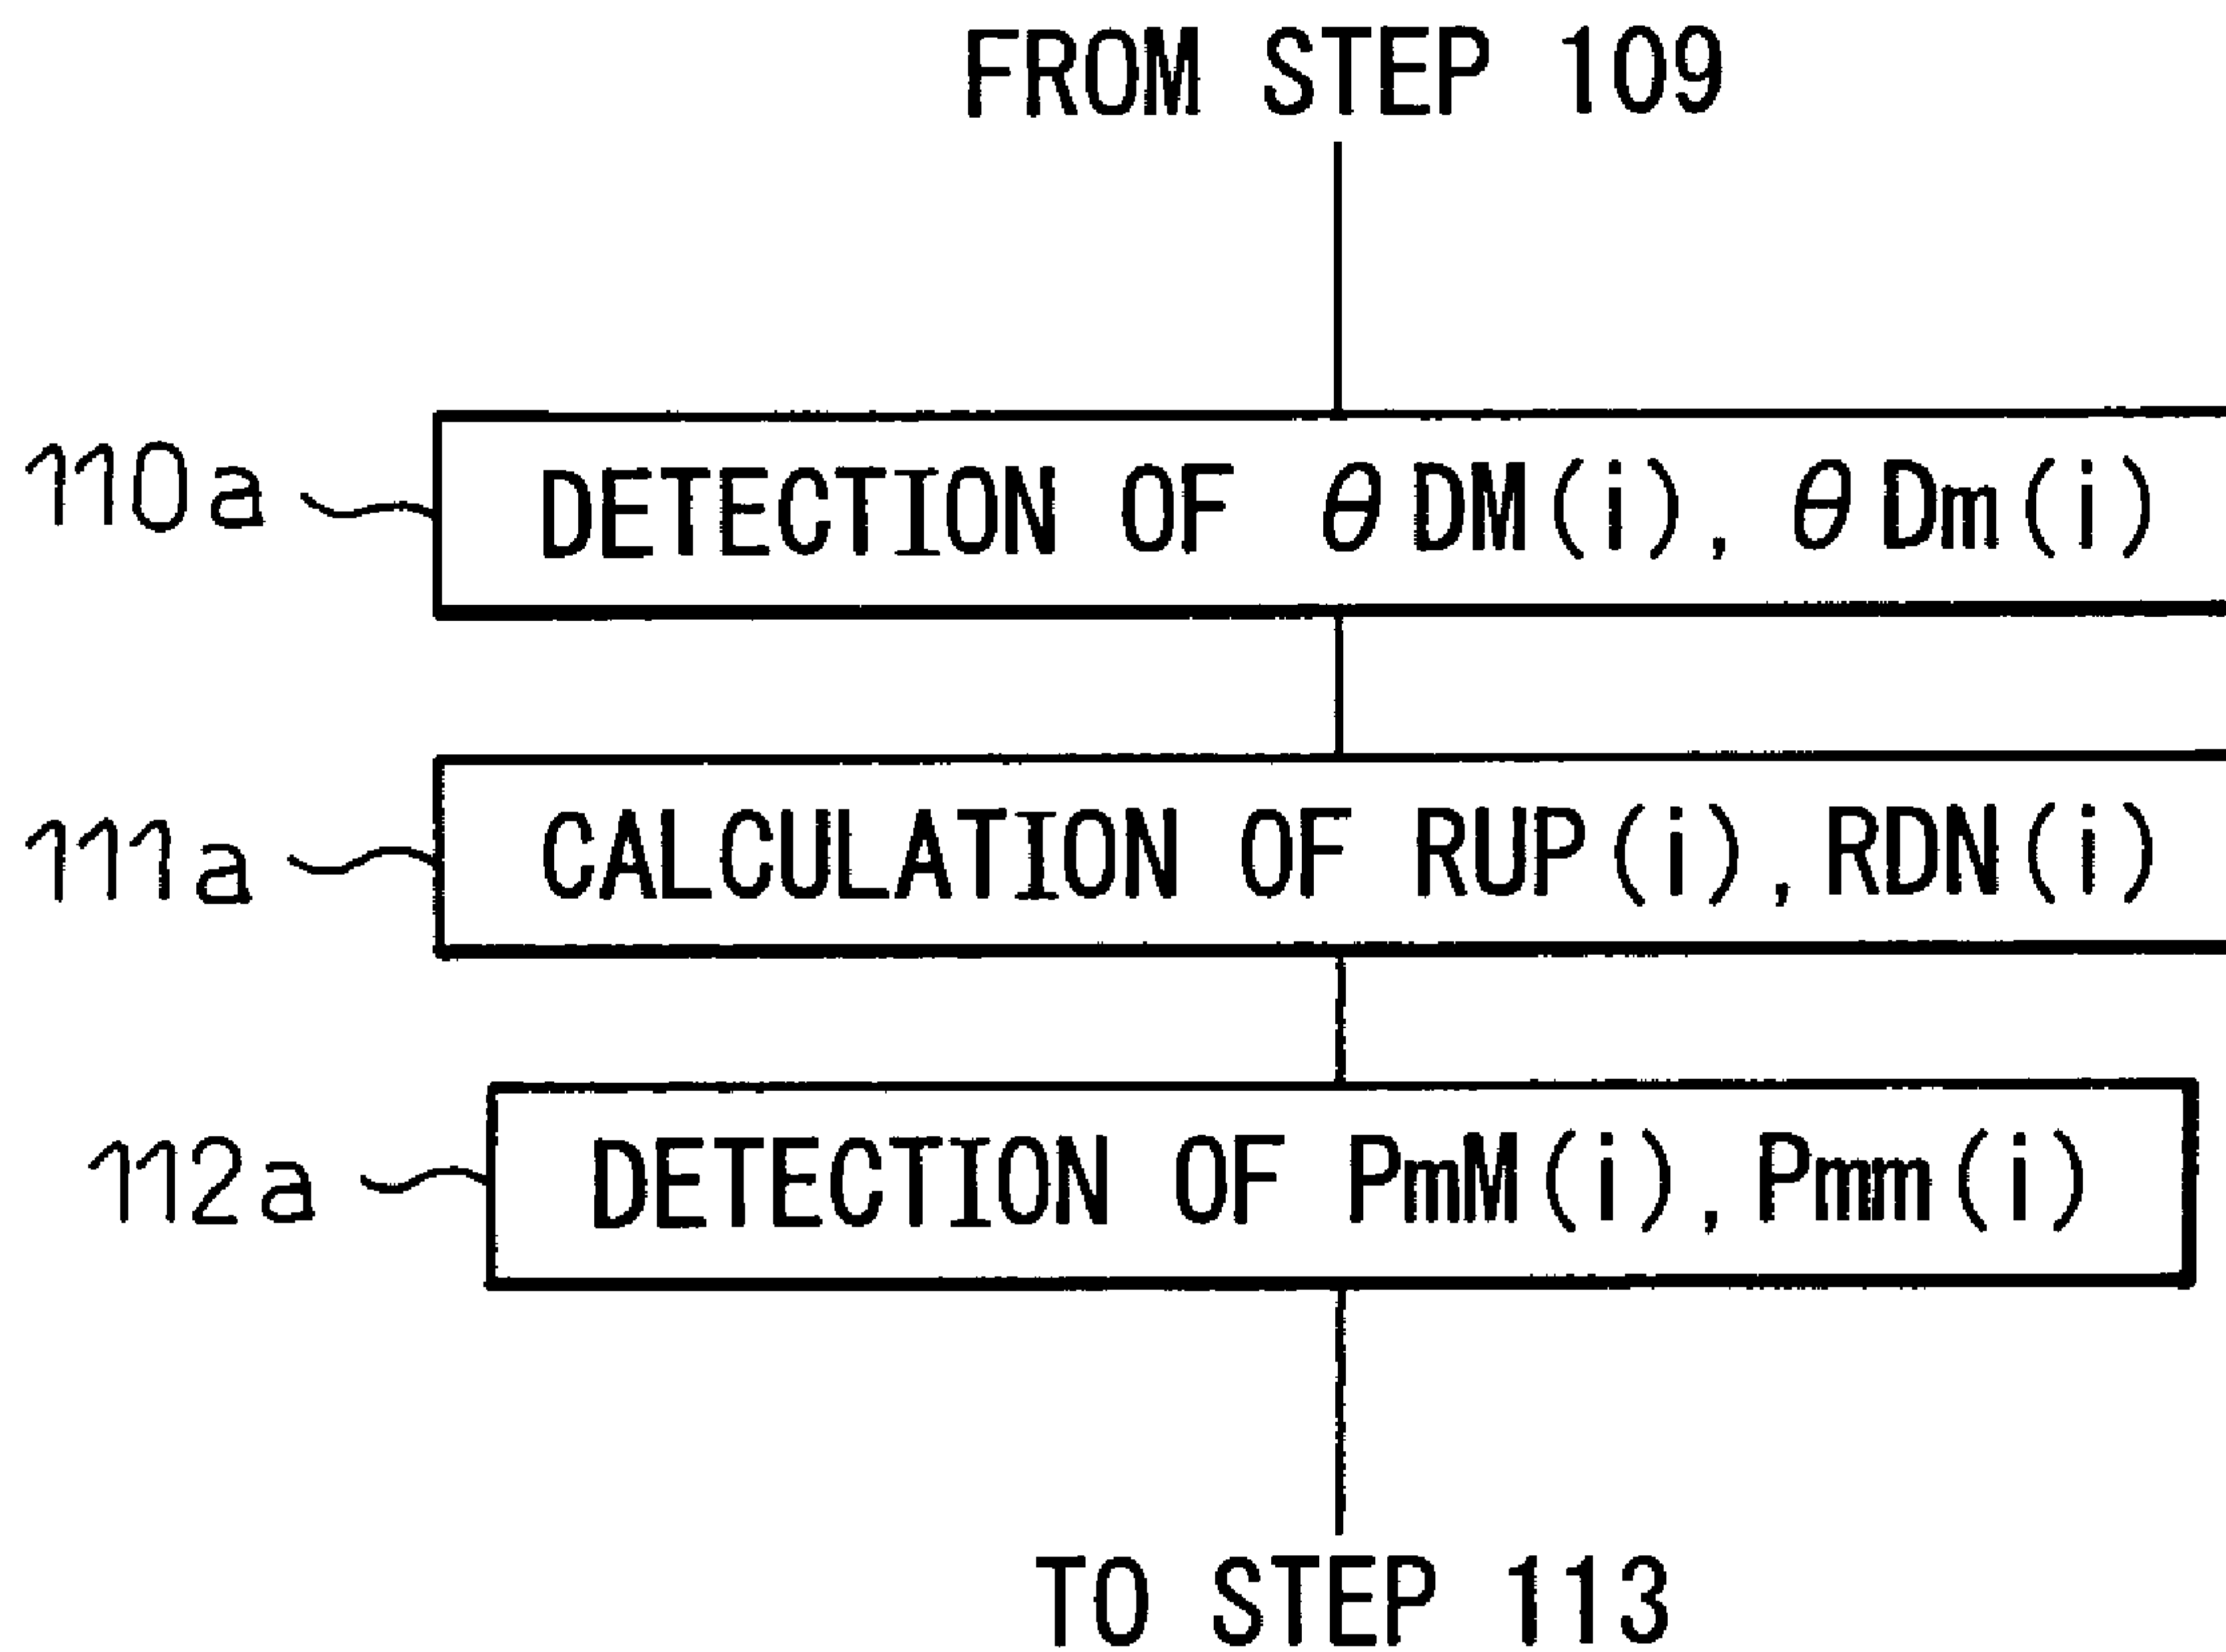 FROM STEP 109
110a DETECTION OF θDM(i), θDm(i)
111a CALCULATION OF RUP(i), RDN(i)
112a DETECTION OF PmM(i), Pmm(i)
TO STEP 113